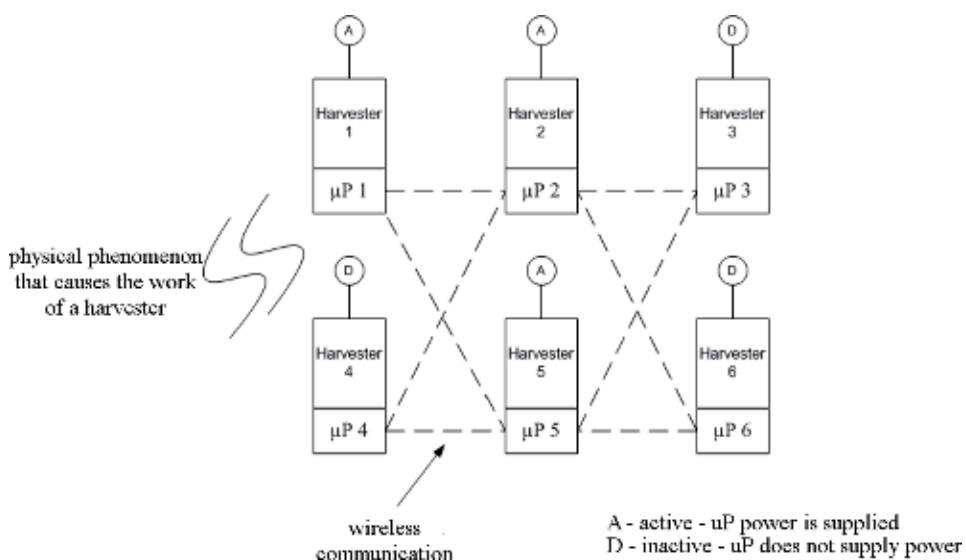 A
A
D
Harvester
1
Harvester
2
Harvester
3
μP 1
μP 2
μP 3
physical phenomenon
that causes the work
of a harvester
D
A
D
Harvester
4
Harvester
5
Harvester
6
μP 4
μP 5
μP 6
wireless
communication
A - active - uP power is supplied
D - inactive - uP does not supply power